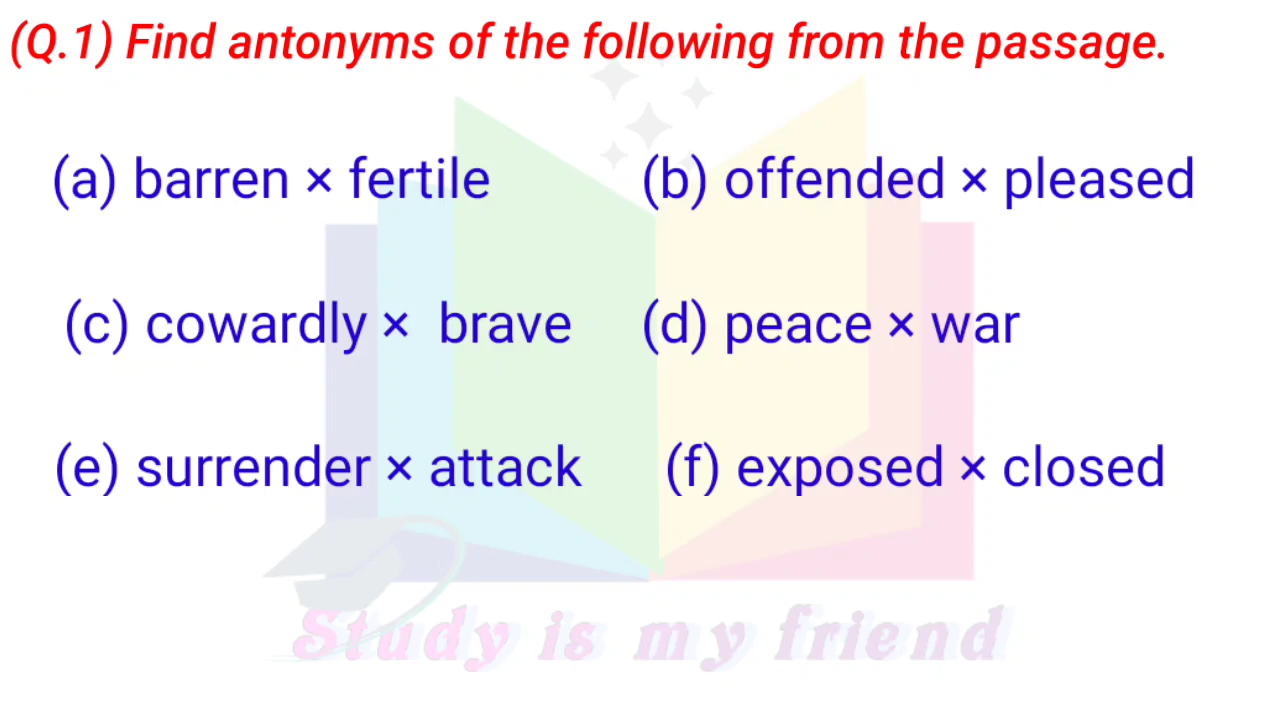 (Q.1) Find antonyms of the following from the passage.
(a) barren × fertile (b) offended × pleased
(c) cowardly × brave (d) peace × war
(e) surrender × attack (f) exposed × closed
Study is my friend